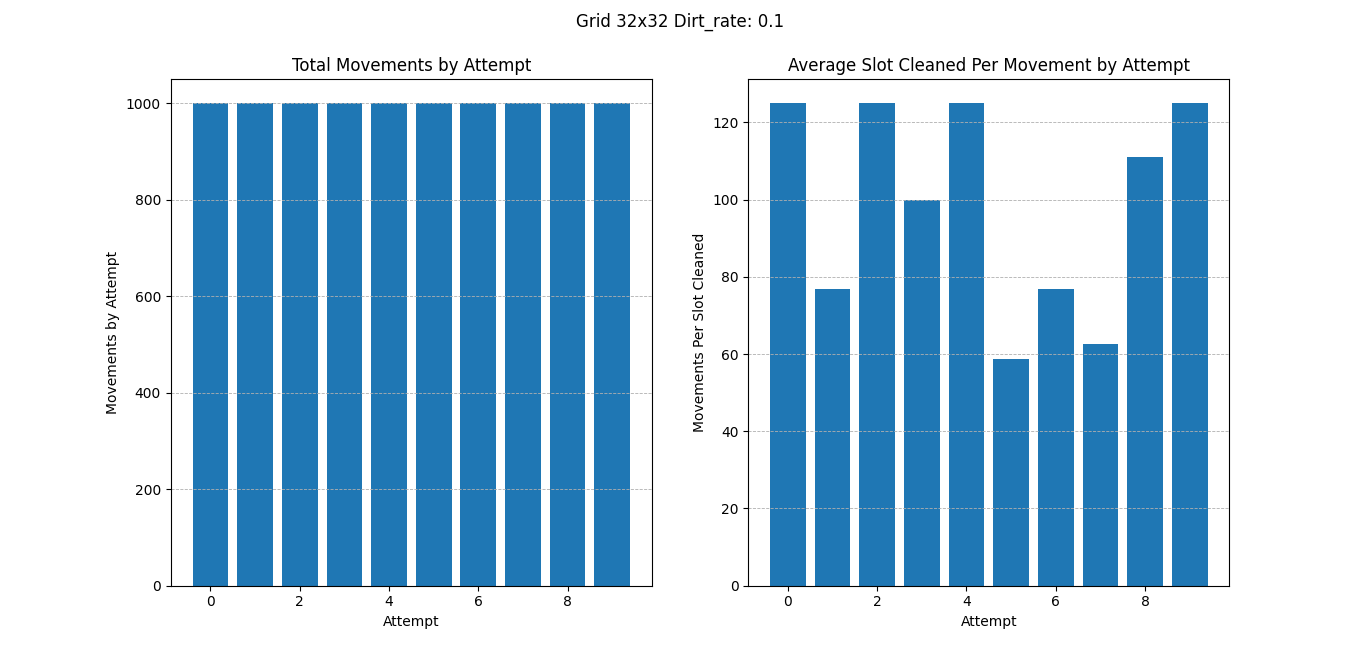 Grid 32x32 Dirt_rate: 0.1
Total Movements by Attempt
Movements by Attempt
1000
800
600
400
200
0
0 2 4 6 8
Attempt
Average Slot Cleaned Per Movement by Attempt
Movements Per Slot Cleaned
120
100
80
60
40
20
0
0 2 4 6 8
Attempt